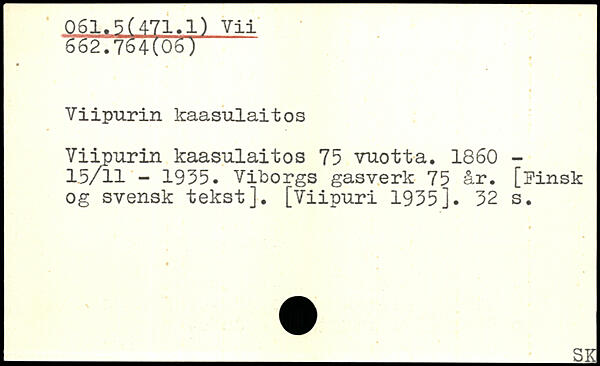 061.5(471.1) Vii
662.764(06)
Viipurin kaasulaitos
Viipurin kaasulaitos 75 vuotta. 1860 -
15/11 - 1935. Viborgs gasverk 75 år. [Finsk
og svensk tekst]. [Viipuri 1935]. 32 s.
SK